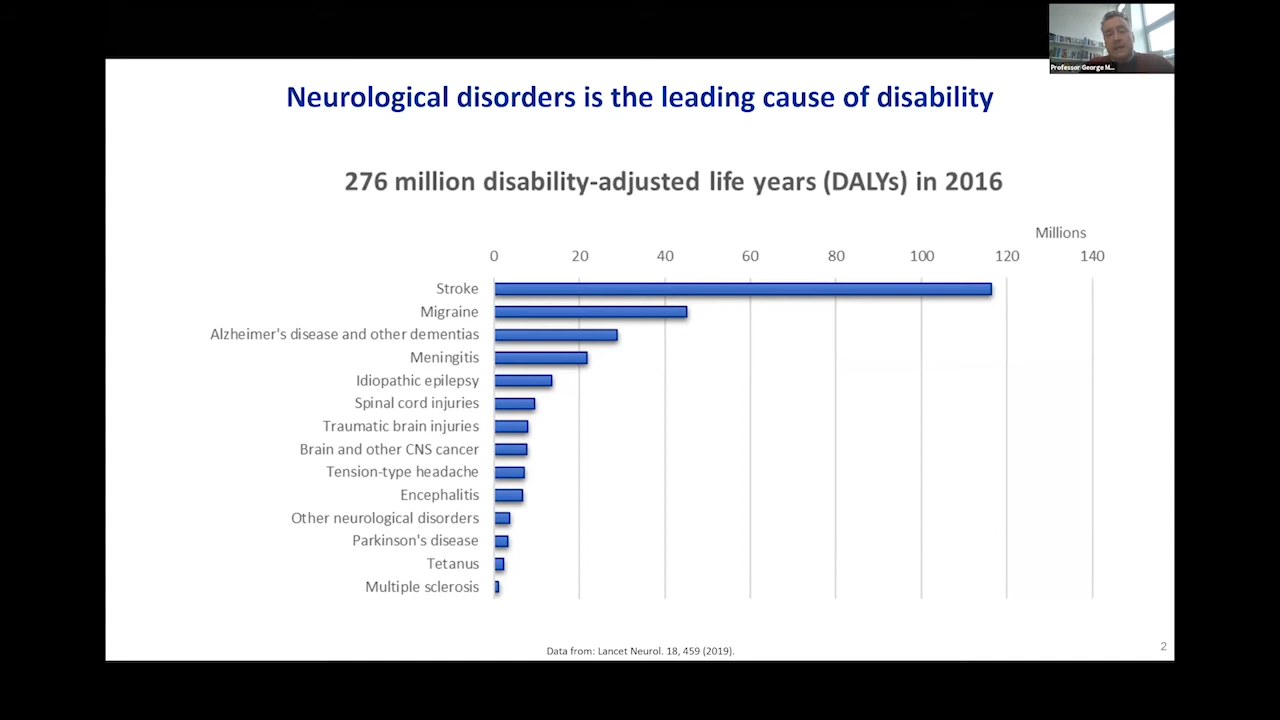 Professor George M...
Neurological disorders is the leading cause of disability
276 million disability-adjusted life years (DALYs) in 2016
Millions
0 20 40 60 80 100 120 140
Stroke
Migraine
Alzheimer's disease and other dementias
Meningitis
Idiopathic epilepsy
Spinal cord injuries
Traumatic brain injuries
Brain and other CNS cancer
Tension-type headache
Encephalitis
Other neurological disorders
Parkinson's disease
Tetanus
Multiple sclerosis
Data from: Lancet Neurol. 18, 459 (2019).
2